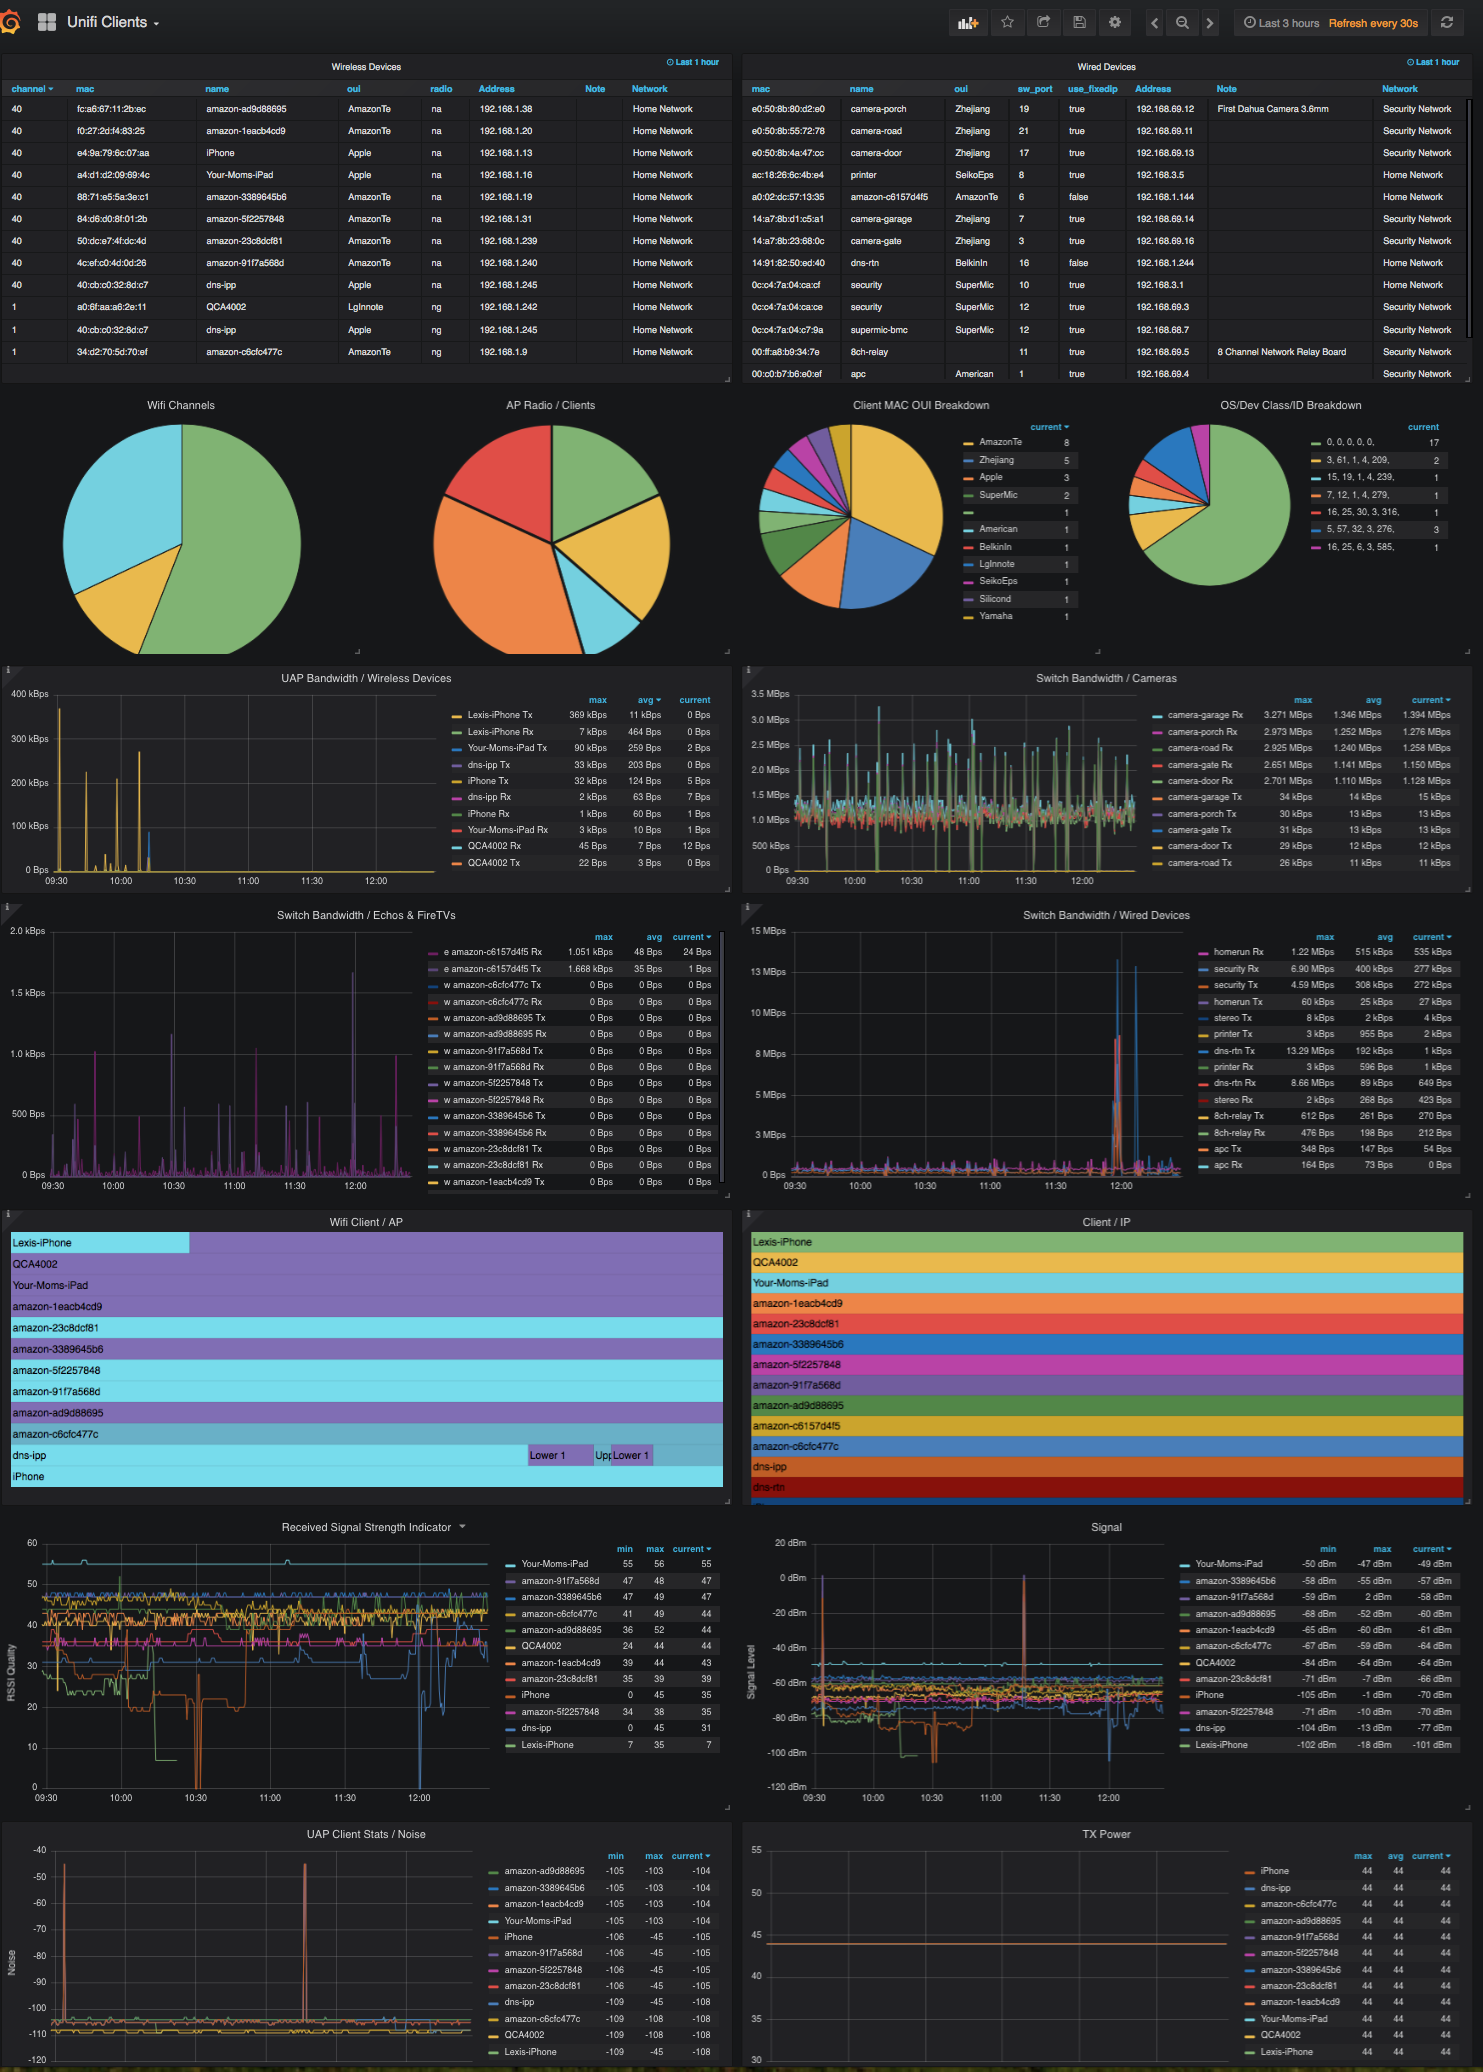 Unifi Clients
Last 3 hours Refresh every 30s
Wireless Devices Last 1 hour
channel mac name oui radio Address Note Network
40 fc:a6:67:11:2b:ec amazon-ad9d88695 AmazonTe na 192.168.1.38 Home Network
40 f0:27:2d:f4:83:25 amazon-1eacb4cd9 AmazonTe na 192.168.1.20 Home Network
40 e4:9a:79:6c:07:aa iPhone Apple na 192.168.1.13 Home Network
40 a4:d1:d2:09:69:4c Your-Moms-iPad Apple na 192.168.1.16 Home Network
40 88:71:e5:5a:3e:c1 amazon-3389645b6 AmazonTe na 192.168.1.19 Home Network
40 84:d6:d0:8f:01:2b amazon-5f2257848 AmazonTe na 192.168.1.31 Home Network
40 50:dc:e7:4f:dc:4d amazon-23c8dcf81 AmazonTe na 192.168.1.239 Home Network
40 4c:ef:c0:4d:0d:26 amazon-91f7a568d AmazonTe na 192.168.1.240 Home Network
40 40:cb:c0:32:8d:c7 dns-ipp Apple na 192.168.1.245 Home Network
1 a0:6f:aa:a6:2e:11 QCA4002 LgInnote ng 192.168.1.242 Home Network
1 40:cb:c0:32:8d:c7 dns-ipp Apple ng 192.168.1.245 Home Network
1 34:d2:70:5d:70:ef amazon-c6cfc477c AmazonTe ng 192.168.1.9 Home Network
Wired Devices Last 1 hour
mac name oui sw_port use_fixedip Address Note Network
e0:50:8b:80:d2:e0 camera-porch Zhejiang 19 true 192.168.69.12 First Dahua Camera 3.6mm Security Network
e0:50:8b:55:72:78 camera-road Zhejiang 21 true 192.168.69.11 Security Network
e0:50:8b:4a:47:cc camera-door Zhejiang 17 true 192.168.69.13 Security Network
ac:18:26:6c:4b:e4 printer SeikoEps 8 true 192.168.3.5 Home Network
a0:02:dc:57:13:35 amazon-c6157d4f5 AmazonTe 6 false 192.168.1.144 Home Network
14:a7:8b:d1:c5:a1 camera-garage Zhejiang 7 true 192.168.69.14 Security Network
14:a7:8b:23:68:0c camera-gate Zhejiang 3 true 192.168.69.16 Security Network
14:91:82:50:ed:40 dns-rtn BelkinIn 16 false 192.168.1.244 Home Network
0c:c4:7a:04:ca:cf security SuperMic 10 true 192.168.3.1 Home Network
0c:c4:7a:04:ca:ce security SuperMic 12 true 192.168.69.3 Security Network
0c:c4:7a:04:c7:9a supermic-bmc SuperMic 12 true 192.168.68.7 Security Network
00:ff:a8:b9:34:7e 8ch-relay 11 true 192.168.69.5 8 Channel Network Relay Board Security Network
00:c0:b7:b6:e0:ef apc American 1 true 192.168.69.4 Security Network
Wifi Channels
AP Radio / Clients
Client MAC OUI Breakdown
current
AmazonTe 8
Zhejiang 5
Apple 3
SuperMic 2
1
American 1
BelkinIn 1
LgInnote 1
SeikoEps 1
Silicond 1
Yamaha 1
OS/Dev Class/ID Breakdown
current
0, 0, 0, 0, 0, 17
3, 61, 1, 4, 209, 2
15, 19, 1, 4, 239, 1
7, 12, 1, 4, 279, 1
16, 25, 30, 3, 316, 1
5, 57, 32, 3, 276, 3
16, 25, 6, 3, 585, 1
UAP Bandwidth / Wireless Devices
400 kBps
300 kBps
200 kBps
100 kBps
0 Bps
09:30 10:00 10:30 11:00 11:30 12:00
max avg current
Lexis-iPhone Tx 369 kBps 11 kBps 0 Bps
Lexis-iPhone Rx 7 kBps 464 Bps 0 Bps
Your-Moms-iPad Tx 90 kBps 259 Bps 2 Bps
dns-ipp Tx 33 kBps 203 Bps 0 Bps
iPhone Tx 32 kBps 124 Bps 5 Bps
dns-ipp Rx 2 kBps 63 Bps 7 Bps
iPhone Rx 1 kBps 60 Bps 1 Bps
Your-Moms-iPad Rx 3 kBps 10 Bps 1 Bps
QCA4002 Rx 45 Bps 7 Bps 12 Bps
QCA4002 Tx 22 Bps 3 Bps 0 Bps
Switch Bandwidth / Cameras
3.5 MBps
3.0 MBps
2.5 MBps
2.0 MBps
1.5 MBps
1.0 MBps
500 kBps
0 Bps
09:30 10:00 10:30 11:00 11:30 12:00
max avg current
camera-garage Rx 3.271 MBps 1.346 MBps 1.394 MBps
camera-porch Rx 2.973 MBps 1.252 MBps 1.276 MBps
camera-road Rx 2.925 MBps 1.240 MBps 1.258 MBps
camera-gate Rx 2.651 MBps 1.141 MBps 1.150 MBps
camera-door Rx 2.701 MBps 1.110 MBps 1.128 MBps
camera-garage Tx 34 kBps 14 kBps 15 kBps
camera-porch Tx 30 kBps 13 kBps 13 kBps
camera-gate Tx 31 kBps 13 kBps 13 kBps
camera-door Tx 29 kBps 12 kBps 12 kBps
camera-road Tx 26 kBps 11 kBps 11 kBps
Switch Bandwidth / Echos & FireTVs
2.0 kBps
1.5 kBps
1.0 kBps
500 Bps
0 Bps
09:30 10:00 10:30 11:00 11:30 12:00
max avg current
e amazon-c6157d4f5 Rx 1.051 kBps 48 Bps 24 Bps
e amazon-c6157d4f5 Tx 1.668 kBps 35 Bps 1 Bps
w amazon-c6cfc477c Tx 0 Bps 0 Bps 0 Bps
w amazon-c6cfc477c Rx 0 Bps 0 Bps 0 Bps
w amazon-ad9d88695 Tx 0 Bps 0 Bps 0 Bps
w amazon-ad9d88695 Rx 0 Bps 0 Bps 0 Bps
w amazon-91f7a568d Tx 0 Bps 0 Bps 0 Bps
w amazon-91f7a568d Rx 0 Bps 0 Bps 0 Bps
w amazon-5f2257848 Tx 0 Bps 0 Bps 0 Bps
w amazon-5f2257848 Rx 0 Bps 0 Bps 0 Bps
w amazon-3389645b6 Tx 0 Bps 0 Bps 0 Bps
w amazon-3389645b6 Rx 0 Bps 0 Bps 0 Bps
w amazon-23c8dcf81 Tx 0 Bps 0 Bps 0 Bps
w amazon-23c8dcf81 Rx 0 Bps 0 Bps 0 Bps
w amazon-1eacb4cd9 Tx 0 Bps 0 Bps 0 Bps
Switch Bandwidth / Wired Devices
15 MBps
13 MBps
10 MBps
8 MBps
5 MBps
3 MBps
0 Bps
09:30 10:00 10:30 11:00 11:30 12:00
max avg current
homerun Rx 1.22 MBps 515 kBps 535 kBps
security Rx 6.90 MBps 400 kBps 277 kBps
security Tx 4.59 MBps 308 kBps 272 kBps
homerun Tx 60 kBps 25 kBps 27 kBps
stereo Tx 8 kBps 2 kBps 4 kBps
printer Tx 3 kBps 955 Bps 2 kBps
dns-rtn Tx 13.29 MBps 192 kBps 1 kBps
printer Rx 3 kBps 596 Bps 1 kBps
dns-rtn Rx 8.66 MBps 89 kBps 649 Bps
stereo Rx 2 kBps 268 Bps 423 Bps
8ch-relay Tx 612 Bps 261 Bps 270 Bps
8ch-relay Rx 476 Bps 198 Bps 212 Bps
apc Tx 348 Bps 147 Bps 54 Bps
apc Rx 164 Bps 73 Bps 0 Bps
Wifi Client / AP
Lexis-iPhone
QCA4002
Your-Moms-iPad
amazon-1eacb4cd9
amazon-23c8dcf81
amazon-3389645b6
amazon-5f2257848
amazon-91f7a568d
amazon-ad9d88695
amazon-c6cfc477c
dns-ipp Lower 1 Upp Lower 1
iPhone
Client / IP
Lexis-iPhone
QCA4002
Your-Moms-iPad
amazon-1eacb4cd9
amazon-23c8dcf81
amazon-3389645b6
amazon-5f2257848
amazon-91f7a568d
amazon-ad9d88695
amazon-c6157d4f5
amazon-c6cfc477c
dns-ipp
dns-rtn
Received Signal Strength Indicator
RSSI Quality
60
50
40
30
20
10
0
09:30 10:00 10:30 11:00 11:30 12:00
min max current
Your-Moms-iPad 55 56 55
amazon-91f7a568d 47 48 47
amazon-3389645b6 47 49 47
amazon-c6cfc477c 41 49 44
amazon-ad9d88695 36 52 44
QCA4002 24 44 44
amazon-1eacb4cd9 39 44 43
amazon-23c8dcf81 35 39 39
iPhone 0 45 35
amazon-5f2257848 34 38 35
dns-ipp 0 45 31
Lexis-iPhone 7 35 7
Signal
Signal Level
20 dBm
0 dBm
-20 dBm
-40 dBm
-60 dBm
-80 dBm
-100 dBm
-120 dBm
09:30 10:00 10:30 11:00 11:30 12:00
min max current
Your-Moms-iPad -50 dBm -47 dBm -49 dBm
amazon-3389645b6 -58 dBm -55 dBm -57 dBm
amazon-91f7a568d -59 dBm 2 dBm -58 dBm
amazon-ad9d88695 -68 dBm -52 dBm -60 dBm
amazon-1eacb4cd9 -65 dBm -60 dBm -61 dBm
amazon-c6cfc477c -67 dBm -59 dBm -64 dBm
QCA4002 -84 dBm -64 dBm -64 dBm
amazon-23c8dcf81 -71 dBm -7 dBm -66 dBm
iPhone -105 dBm -1 dBm -70 dBm
amazon-5f2257848 -71 dBm -10 dBm -70 dBm
dns-ipp -104 dBm -13 dBm -77 dBm
Lexis-iPhone -102 dBm -18 dBm -101 dBm
UAP Client Stats / Noise
Noise
-40
-50
-60
-70
-80
-90
-100
-110
-120
min max current
amazon-ad9d88695 -105 -103 -104
amazon-3389645b6 -105 -103 -104
amazon-1eacb4cd9 -105 -103 -104
Your-Moms-iPad -105 -103 -104
iPhone -106 -45 -105
amazon-91f7a568d -106 -45 -105
amazon-5f2257848 -106 -45 -105
amazon-23c8dcf81 -106 -45 -105
dns-ipp -109 -45 -108
amazon-c6cfc477c -109 -108 -108
QCA4002 -109 -108 -108
Lexis-iPhone -109 -45 -108
TX Power
55
50
45
40
35
30
max avg current
iPhone 44 44 44
dns-ipp 44 44 44
amazon-c6cfc477c 44 44 44
amazon-ad9d88695 44 44 44
amazon-91f7a568d 44 44 44
amazon-5f2257848 44 44 44
amazon-3389645b6 44 44 44
amazon-23c8dcf81 44 44 44
amazon-1eacb4cd9 44 44 44
Your-Moms-iPad 44 44 44
QCA4002 44 44 44
Lexis-iPhone 44 44 44